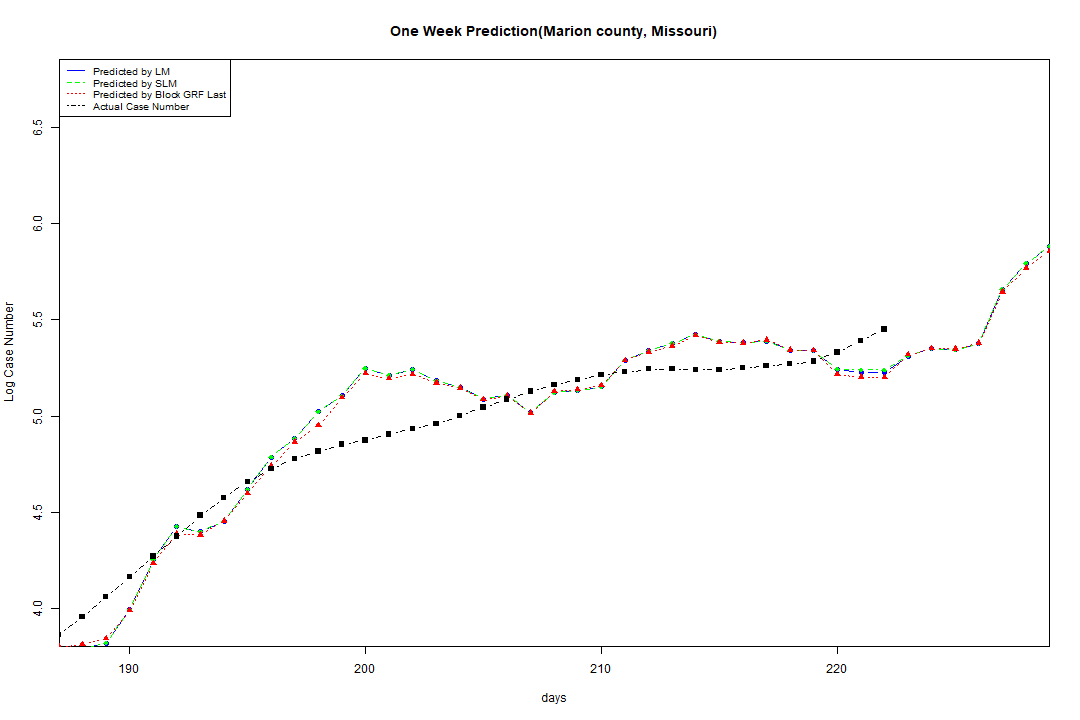 One Week Prediction(Marion county, Missouri)
Predicted by LM
Predicted by SLM
Predicted by Block GRF Last
Actual Case Number
Log Case Number
6.5
6.0
5.5
5.0
4.5
4.0
190
200
210
220
days